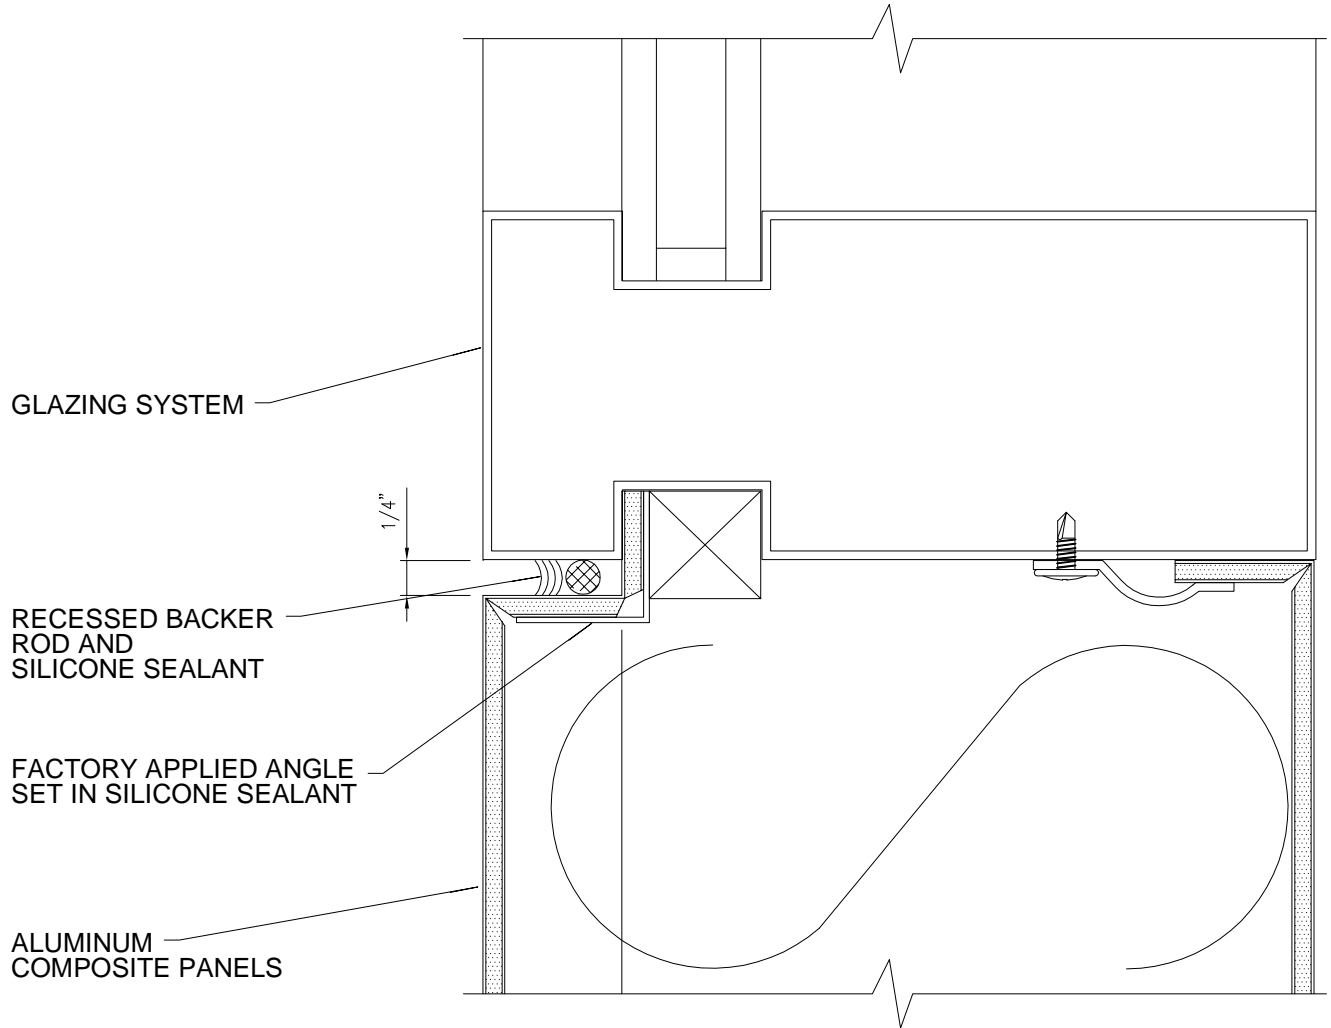 GLAZING SYSTEM
1/4"
RECESSED BACKER
ROD AND
SILICONE SEALANT
FACTORY APPLIED ANGLE
SET IN SILICONE SEALANT
ALUMINUM
COMPOSITE PANELS